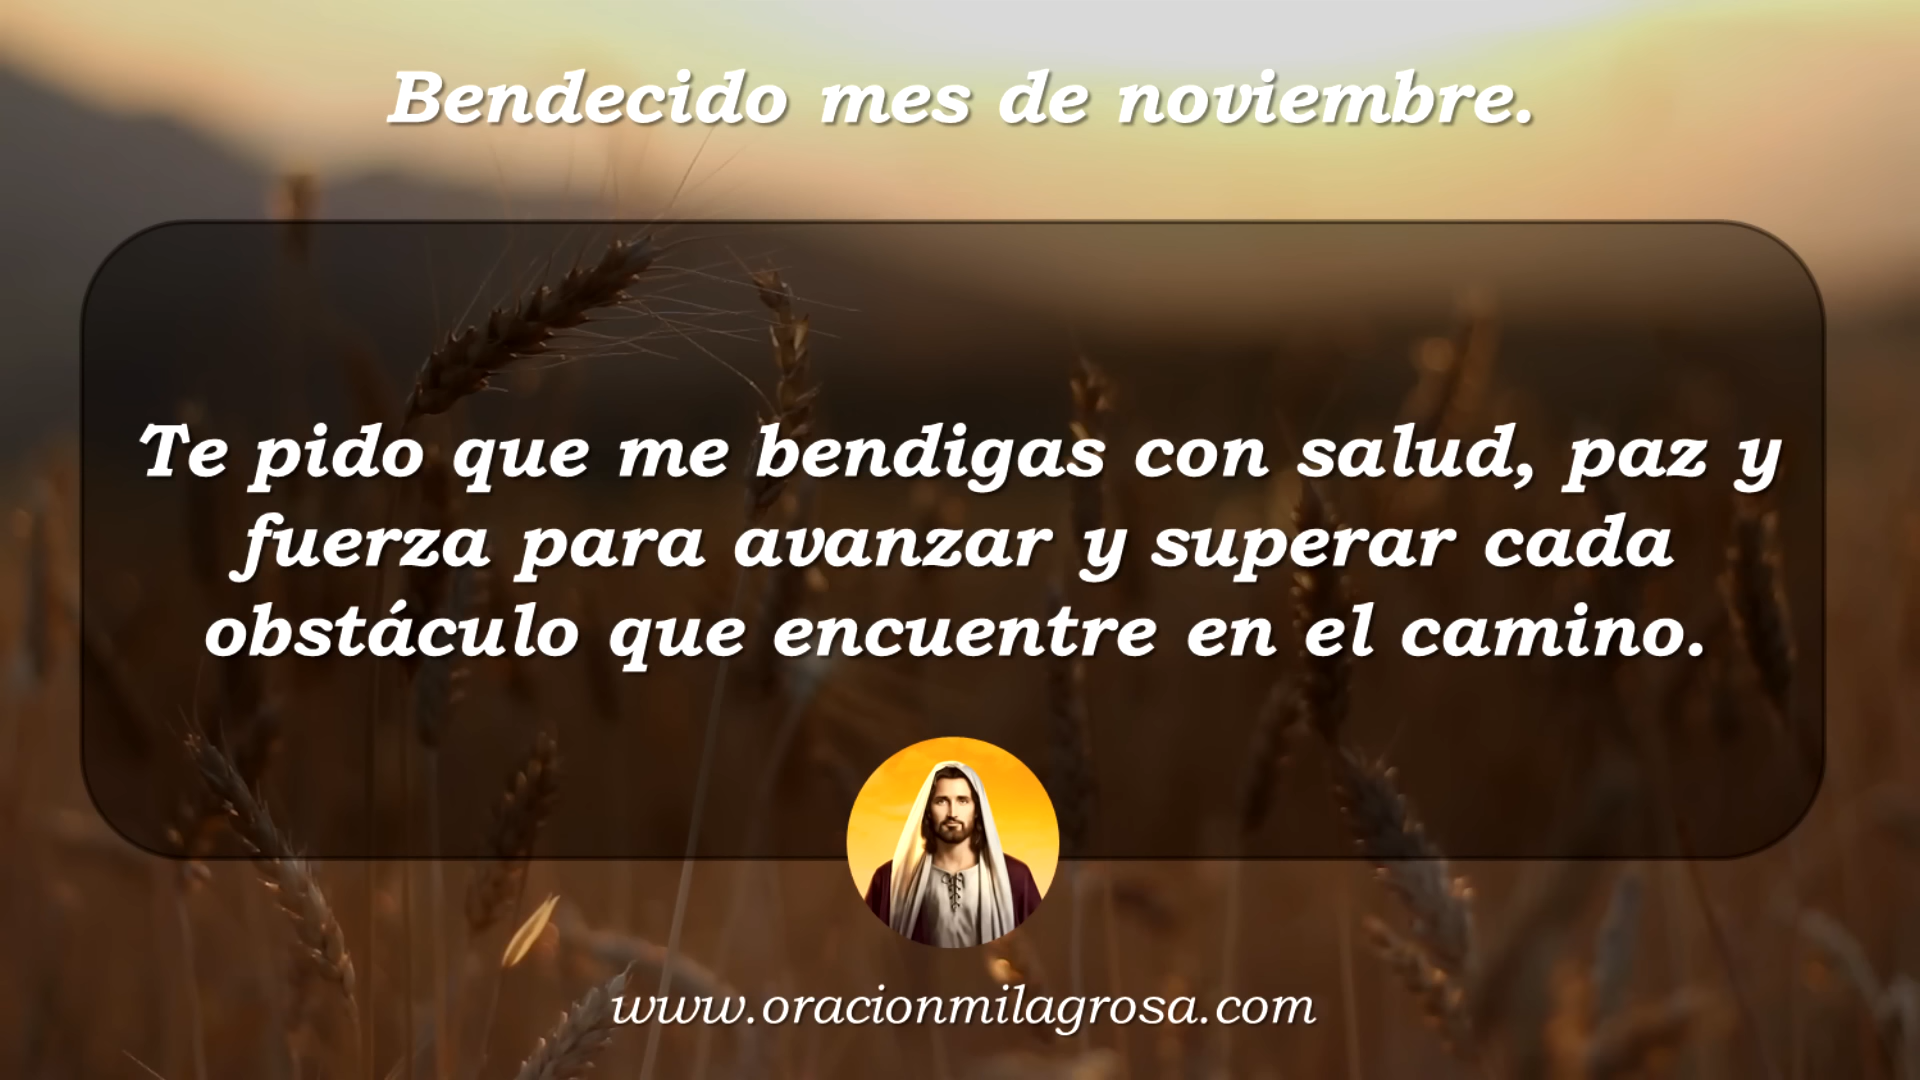 Bendecido mes de noviembre.
Te pido que me bendigas con salud, paz y
fuerza para avanzar y superar cada
obstáculo que encuentre en el camino.
www.oracionmilagrosa.com